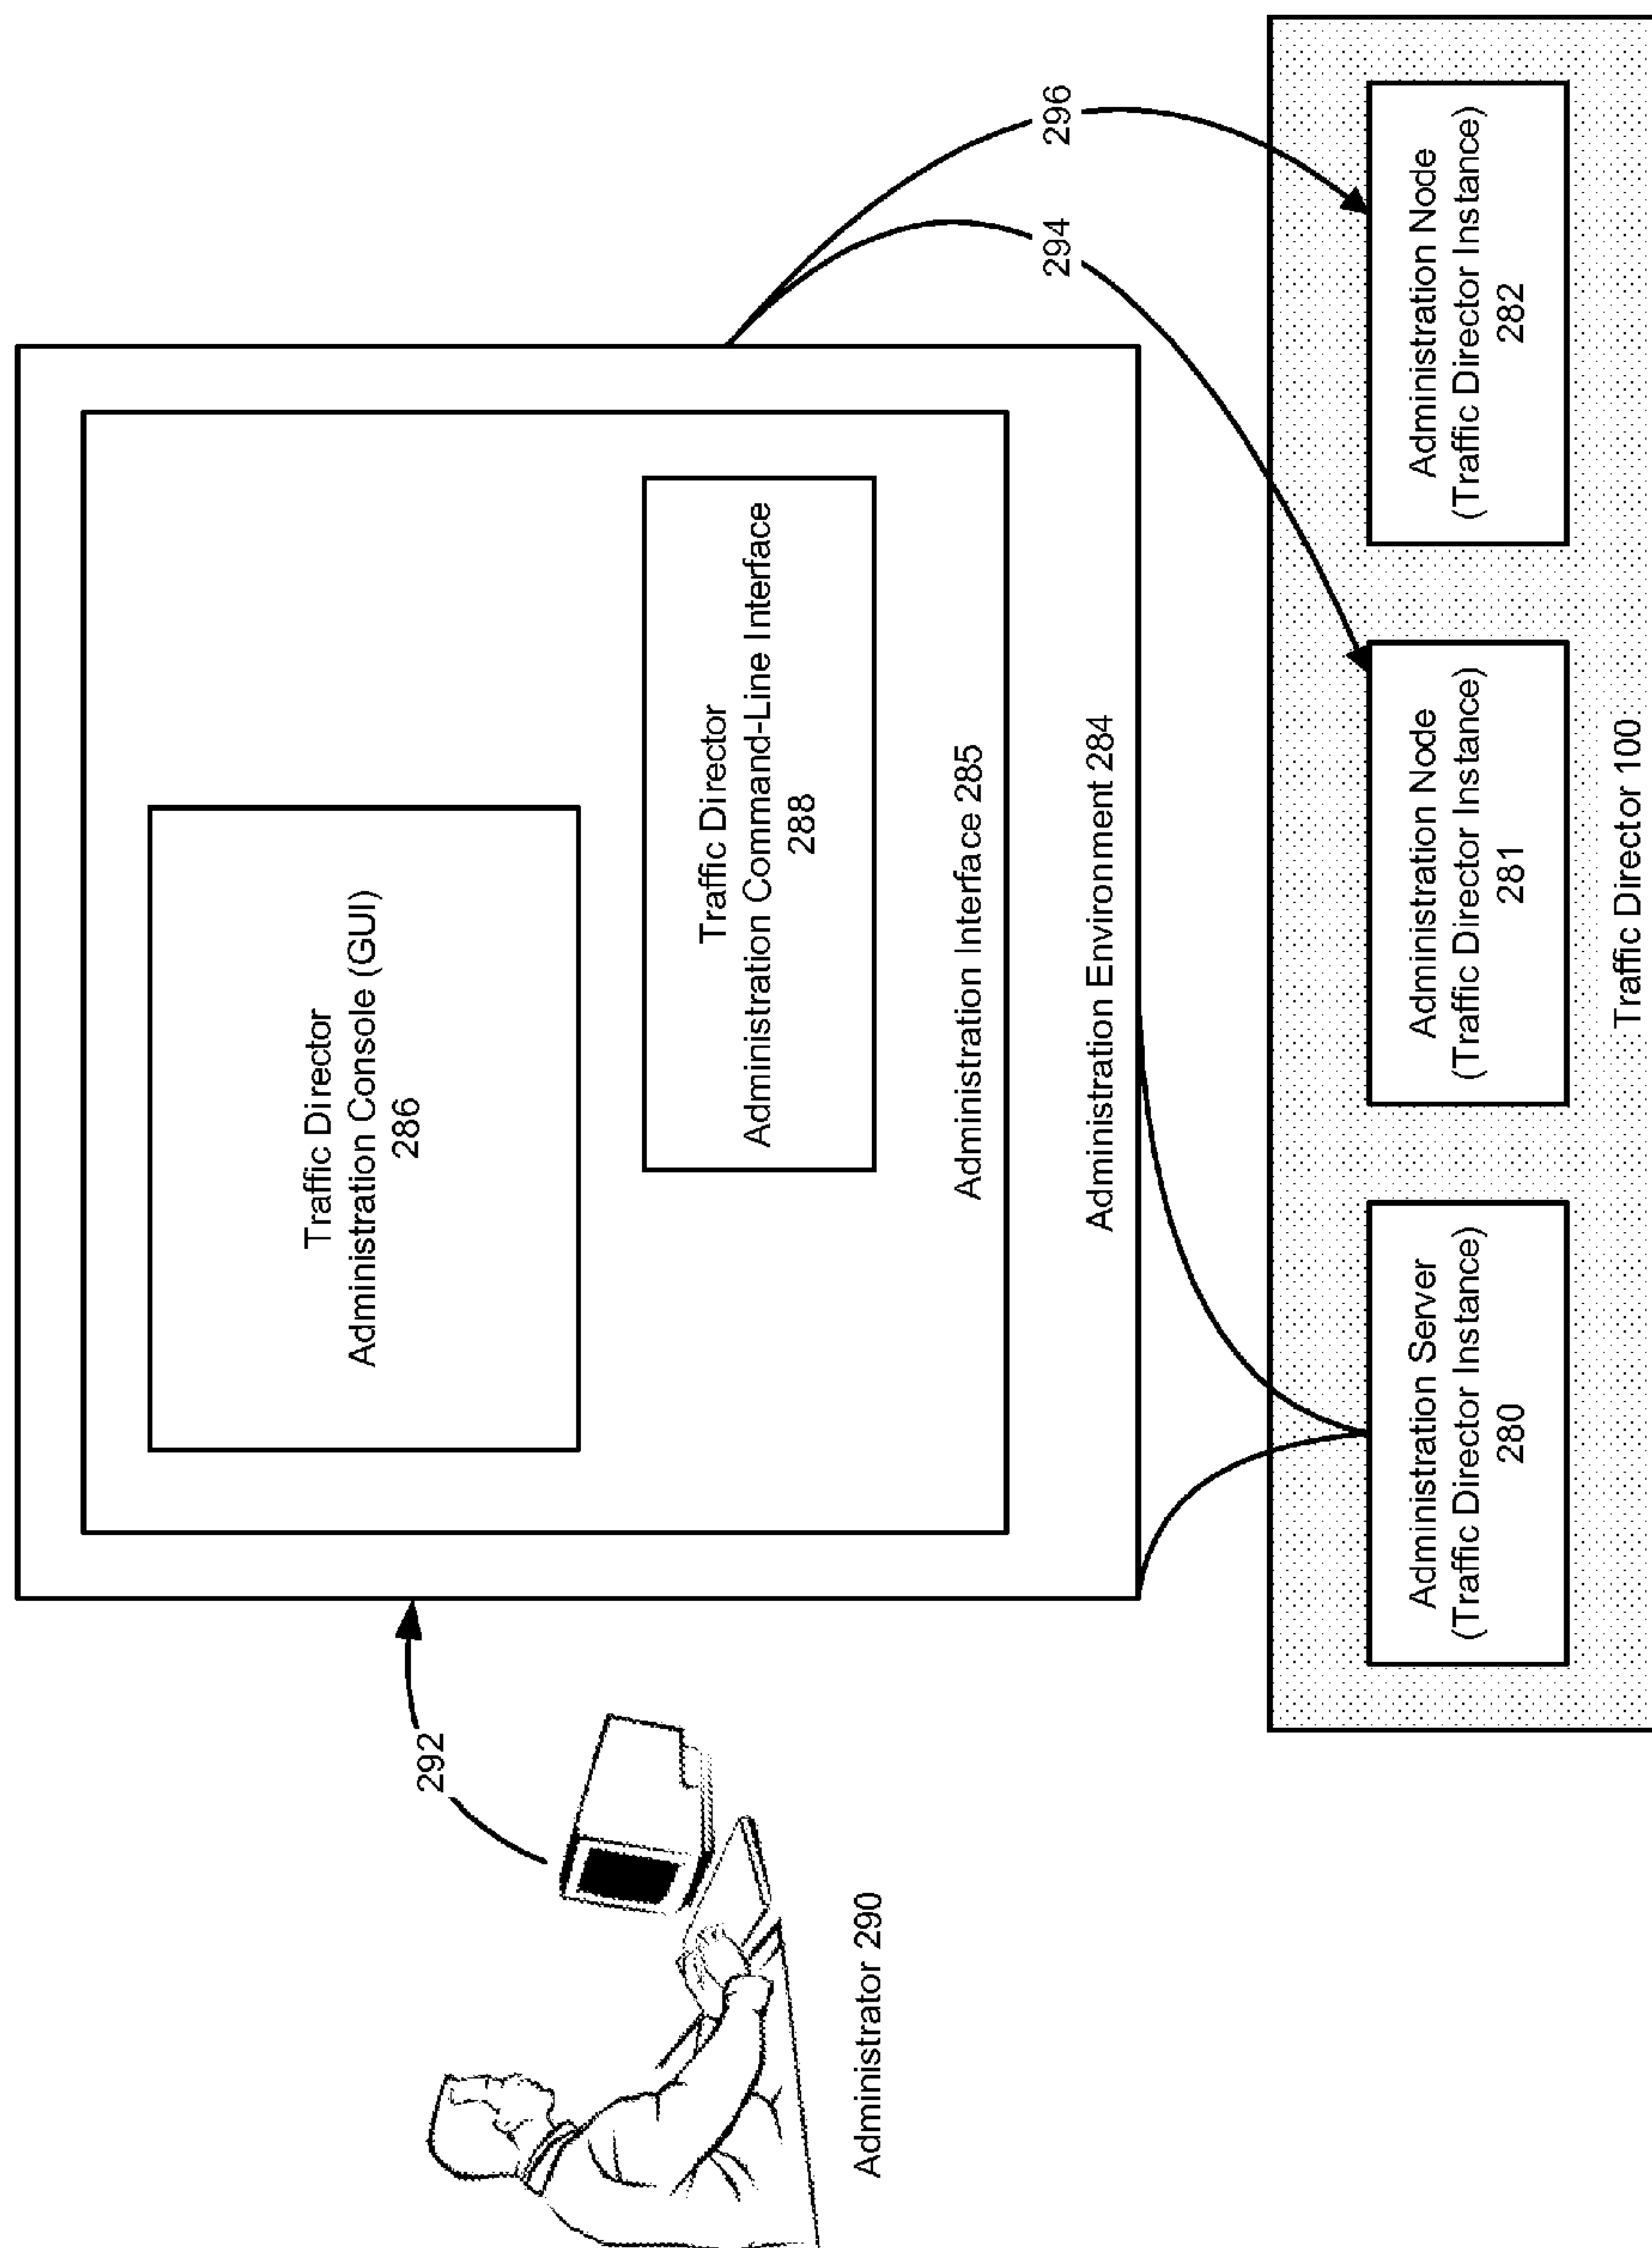 Traffic Director
Administration Console (GUI)
286
Traffic Director
Administration Command-Line Interface
288
Administration Interface 285
Administration Environment 284
292
Administrator 290
294
296
Administration Server
(Traffic Director Instance)
280
Administration Node
(Traffic Director Instance)
281
Administration Node
(Traffic Director Instance)
282
Traffic Director 100